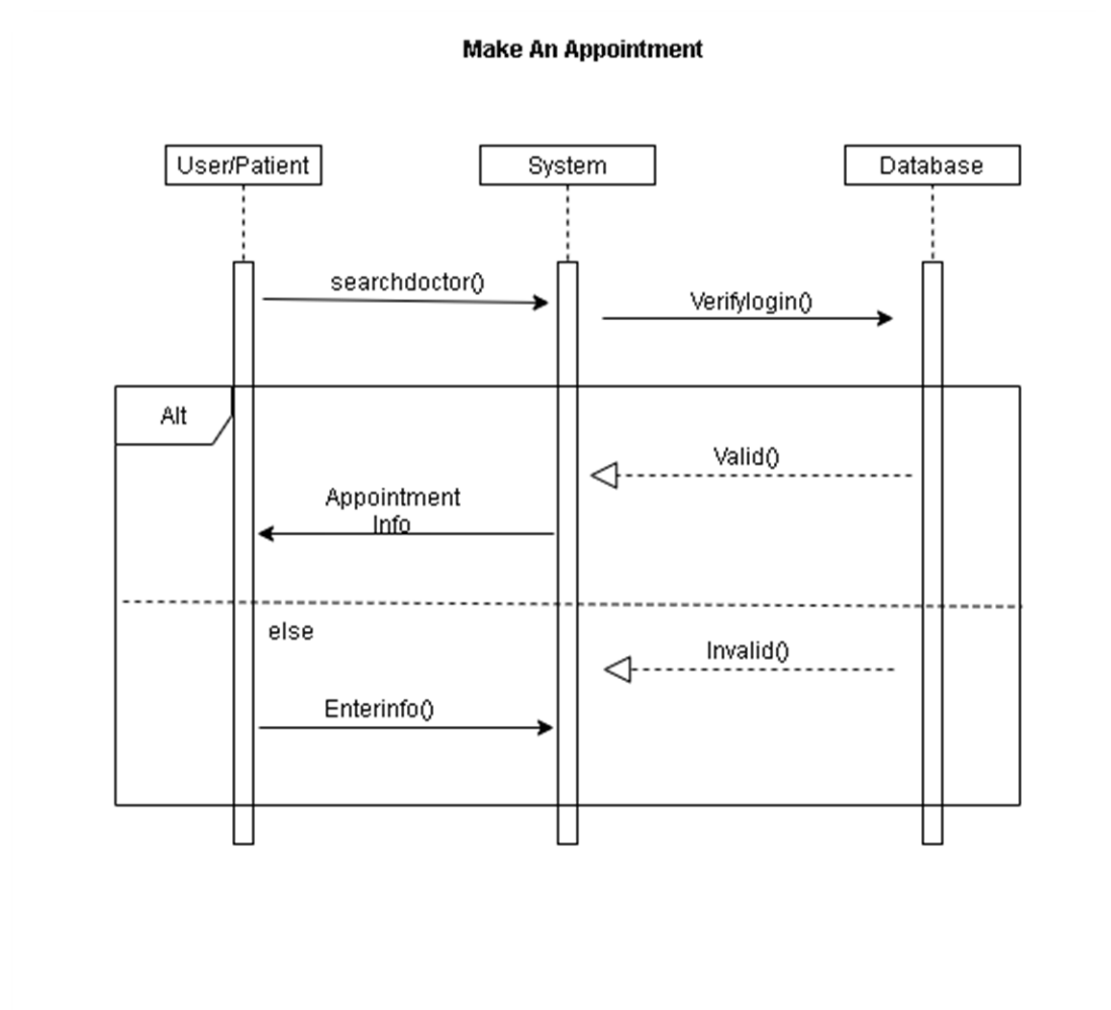 Make An Appointment
User/Patient
System
Database
searchdoctor()
Verifylogin()
Alt
Valid()
Appointment
Info
else
Invalid()
Enterinfo()